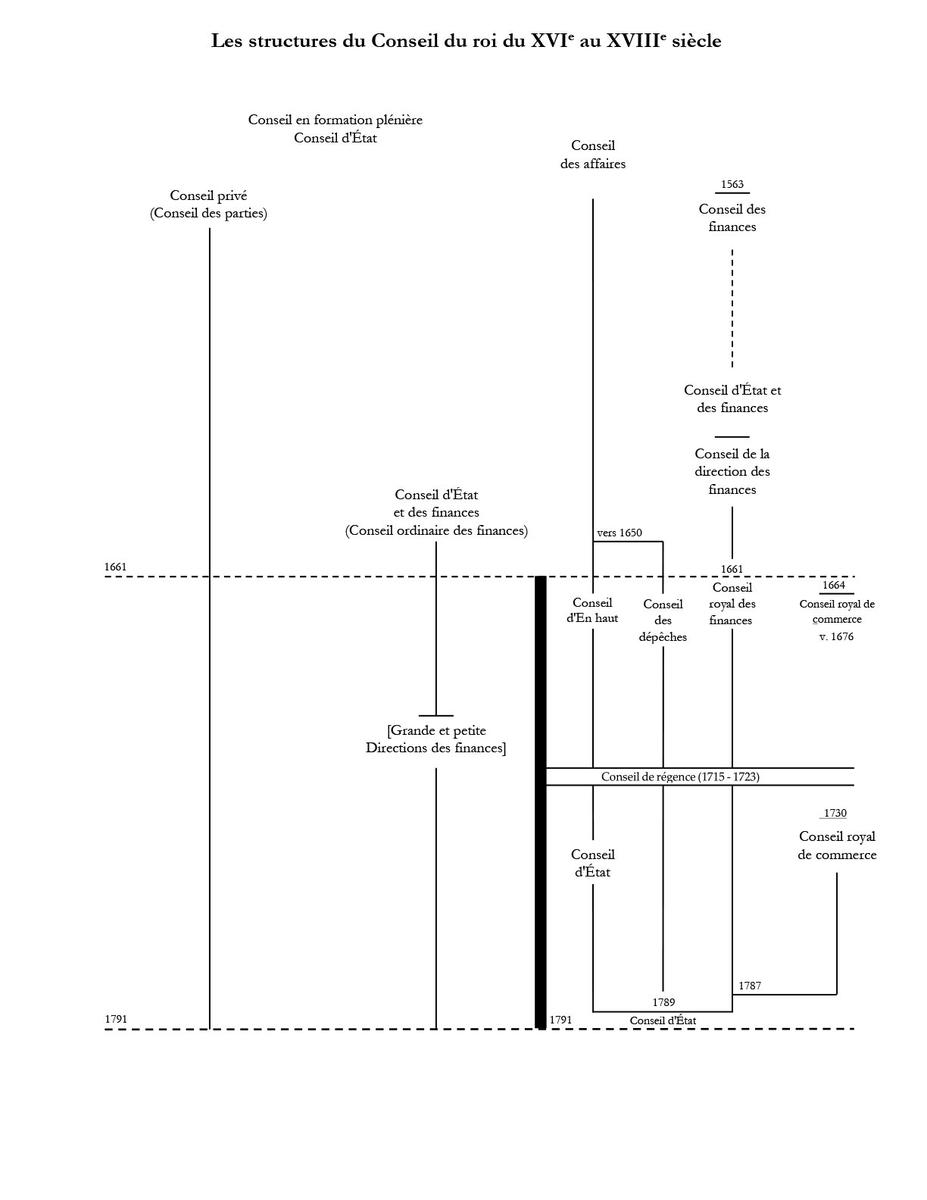 Les structures du Conseil du roi du XVIᵉ au XVIIIᵉ siècle
Conseil en formation plénière
Conseil d'État
Conseil
des affaires
Conseil privé
(Conseil des parties)
1563
Conseil des
finances
Conseil d'État et
des finances
Conseil de la
direction des
finances
Conseil d'État
et des finances
(Conseil ordinaire des finances)
vers 1650
1661
1661
Conseil
d'En haut
Conseil
des
dépêches
Conseil
royal des
finances
1664
Conseil royal de
commerce
v. 1676
[Grande et petite
Directions des finances]
Conseil de régence (1715 - 1723)
1730
Conseil royal
de commerce
Conseil
d'État
1787
1789
Conseil d'État
1791
1791